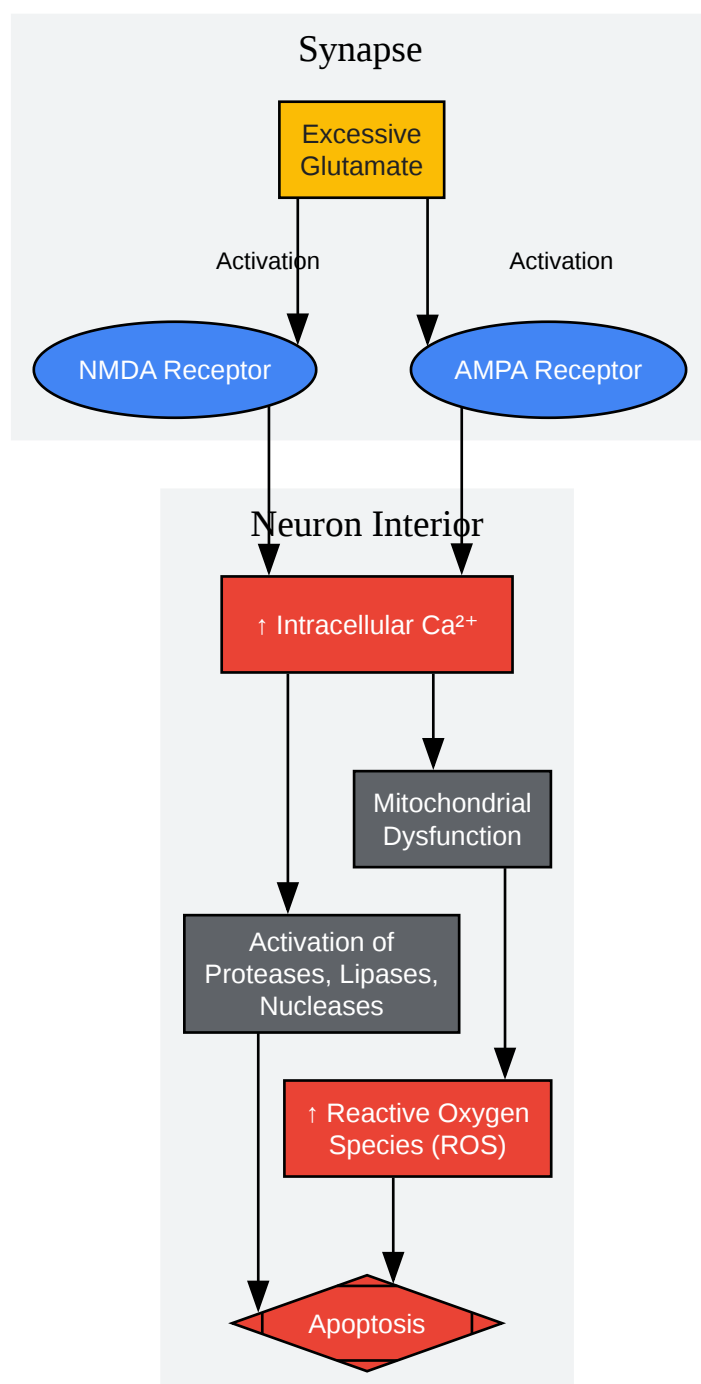 Synapse
Excessive
Glutamate
Activation
Activation
NMDA Receptor
AMPA Receptor
Neuron Interior
↑ Intracellular Ca²⁺
Mitochondrial
Dysfunction
Activation of
Proteases, Lipases,
Nucleases
↑ Reactive Oxygen
Species (ROS)
Apoptosis